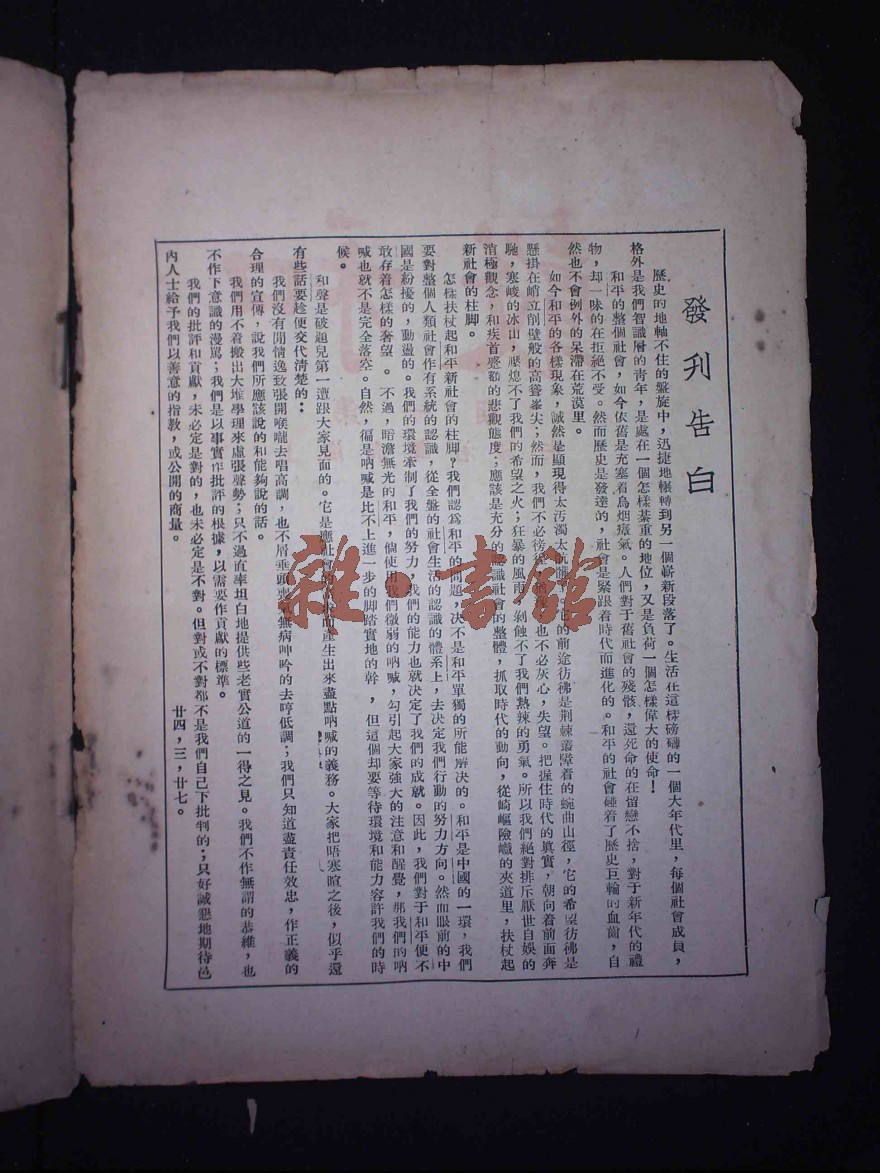 發刊告白
歷史的地軸不住的盤旋中，迅捷地輾轉到另一個嶄新段落了。生活在這樣磅礴的一個大年代里，每個社會成員，
格外是我們智識層的青年，是處在一個怎樣綦重的地位，又是負荷一個怎樣偉大的使命！
和平的整個社會，如今依舊是充塞着烏烟瘴氣。人們對于舊社會的殘骸，還死命的在留戀不捨，對于新年代的禮
物，却一味的在拒絕不受。然而歷史是發達的，社會是緊跟着時代而進化的。和平的社會碰着了歷史巨輪的血齒，自
然也不會例外的呆滯在荒漠里。
如今和平的各樣現象，誠然是顯現得太污濁太 。它的前途彷彿是荆棘叢障着的蜿曲山徑，它的希望彷彿是
懸掛在峭立削壁般的高聳峯尖；然而，我們不必徬 也不必灰心，失望。把握住時代的眞實，朝向着前面奔
馳，寒峻的冰山，壓熄不了我們的希望之火；狂暴的風雨，剝蝕不了我們熱辣的勇氣。所以我們絕對排斥厭世自娛的
消極觀念，和疾首蹙額的悲觀態度；應該是充分的認識社會的整體，抓取時代的動向，從崎嶇險巇的夾道里，扶杖起
新社會的柱脚。
怎樣扶杖起和平新社會的柱脚？我們認爲和平的問題，决不是和平單獨的所能解决的。和平是中國的一環，我們
要對整個人類社會作有系統的認識，從全盤的社會生活的認識的體系上，去决定我們行動的努力方向。然而眼前的中
國是紛擾的，動盪的。我們的環境牽制了我們的努力，我們的能力也就决定了我們的成就。因此，我們對于和平便不
敢存着怎樣的奢望。不過，暗澹無光的和平，倘使用我們微弱的吶喊，勾引起大家強大的注意和醒覺，那我們的吶
喊也就不是完全落空。自然，徧是吶喊是比不上進一步的脚踏實地的幹，但這個却要等待環境和能力容許我們的時
候。
和聲是破題兒第一遭跟大家見面的。它是應社會的 而產生出來盡點吶喊的義務。大家把晤寒暄之後，似乎還
有些話要趁便交代清楚的：
我們沒有閒情逸致張開喉嚨去唱高調，也不屑垂頭喪氣無病呻吟的去哼低調；我們只知道盡責任效忠，作正義的
合理的宣傳，說我們所應該說的和能夠說的話。
我們用不着搬出大堆學理來虛張聲勢；只不過直率坦白地提供些老實公道的一得之見。我們不作無謂的恭維，也
不作下意識的漫罵；我們是以事實作批評的根據，以需要作貢獻的標準。
我們的批評和貢獻，未必定是對的，也未必定是不對。但對或不對都不是我們自己下批判的；只好誠懇地期待邑
內人士給予我們以善意的指教，或公開的商量。
廿四，三，廿七。
雜·書館